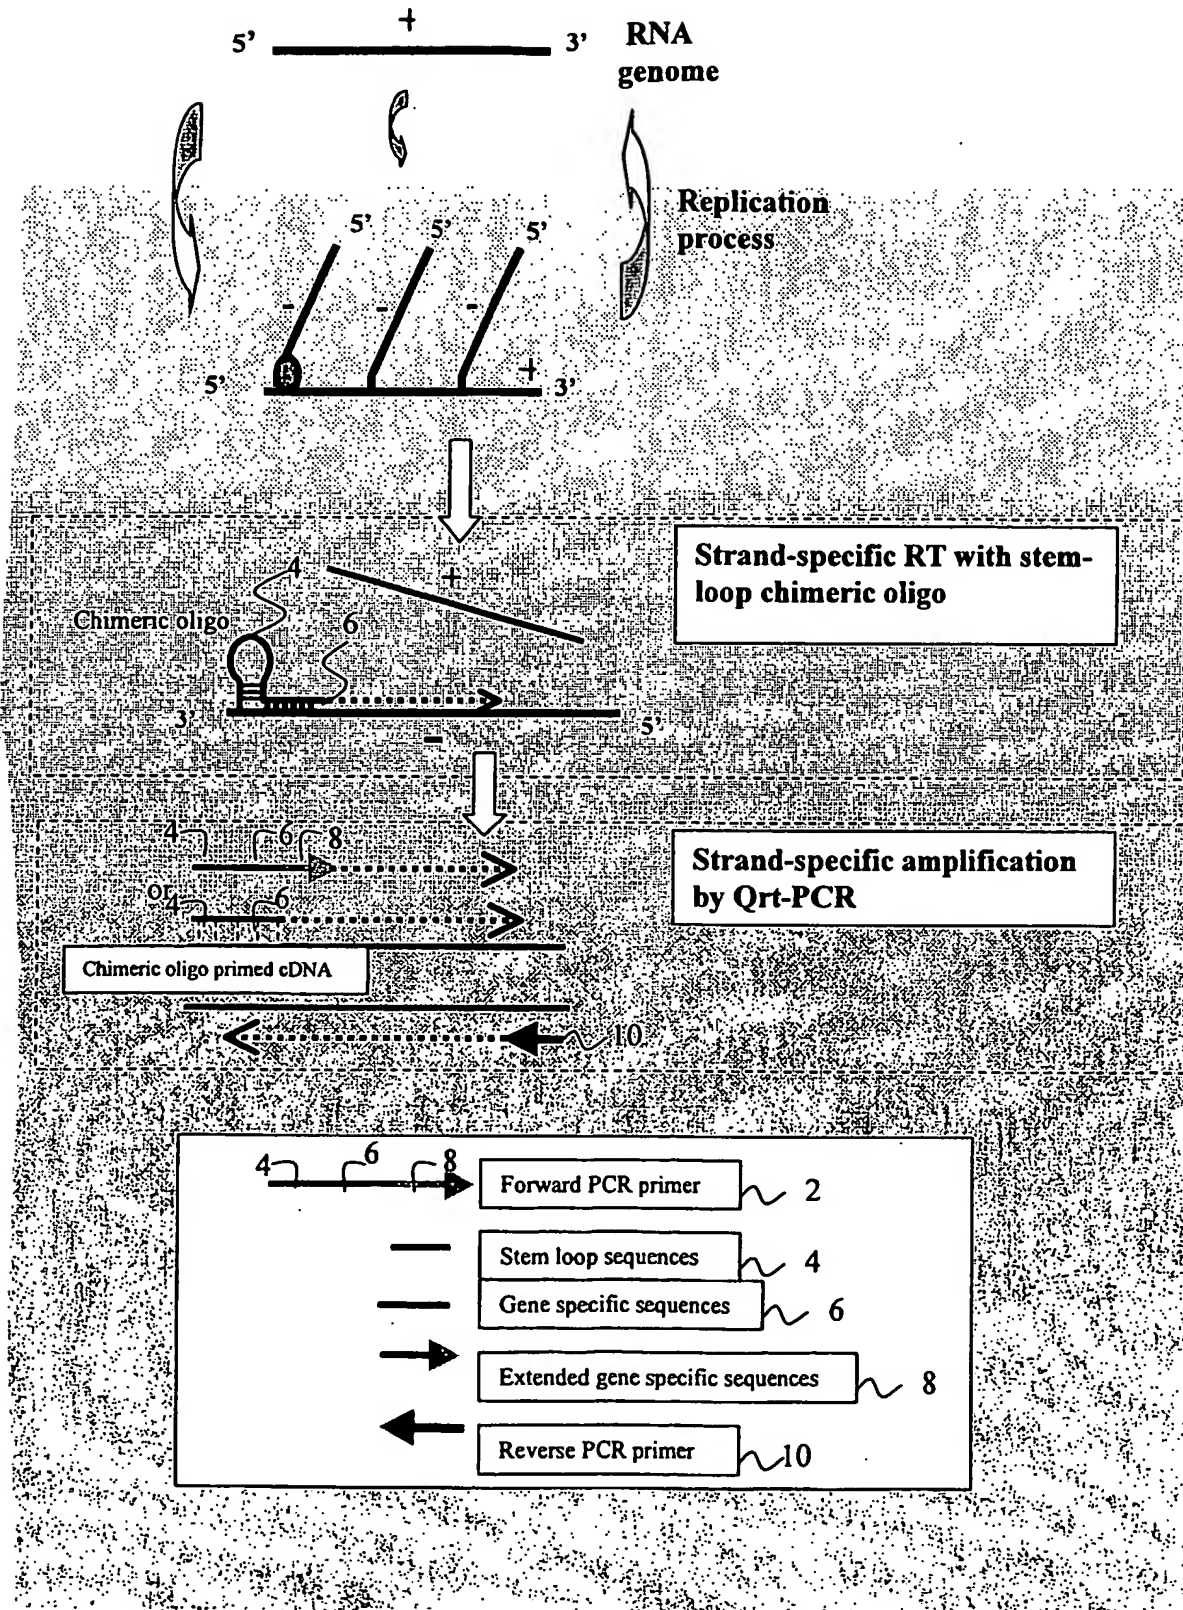 +
5’ 3’ RNA
genome
Replication
process
5’ 5’ 5’
- - -
+
5’ 3’
Strand-specific RT with stem-
loop chimeric oligo
4 +
Chimeric oligo 6
3’ 5’
-
Strand-specific amplification
by Qrt-PCR
4 6 8
or
4 6
Chimeric oligo primed cDNA
10
4 6 8 Forward PCR primer 2
Stem loop sequences 4
Gene specific sequences 6
Extended gene specific sequences 8
Reverse PCR primer 10